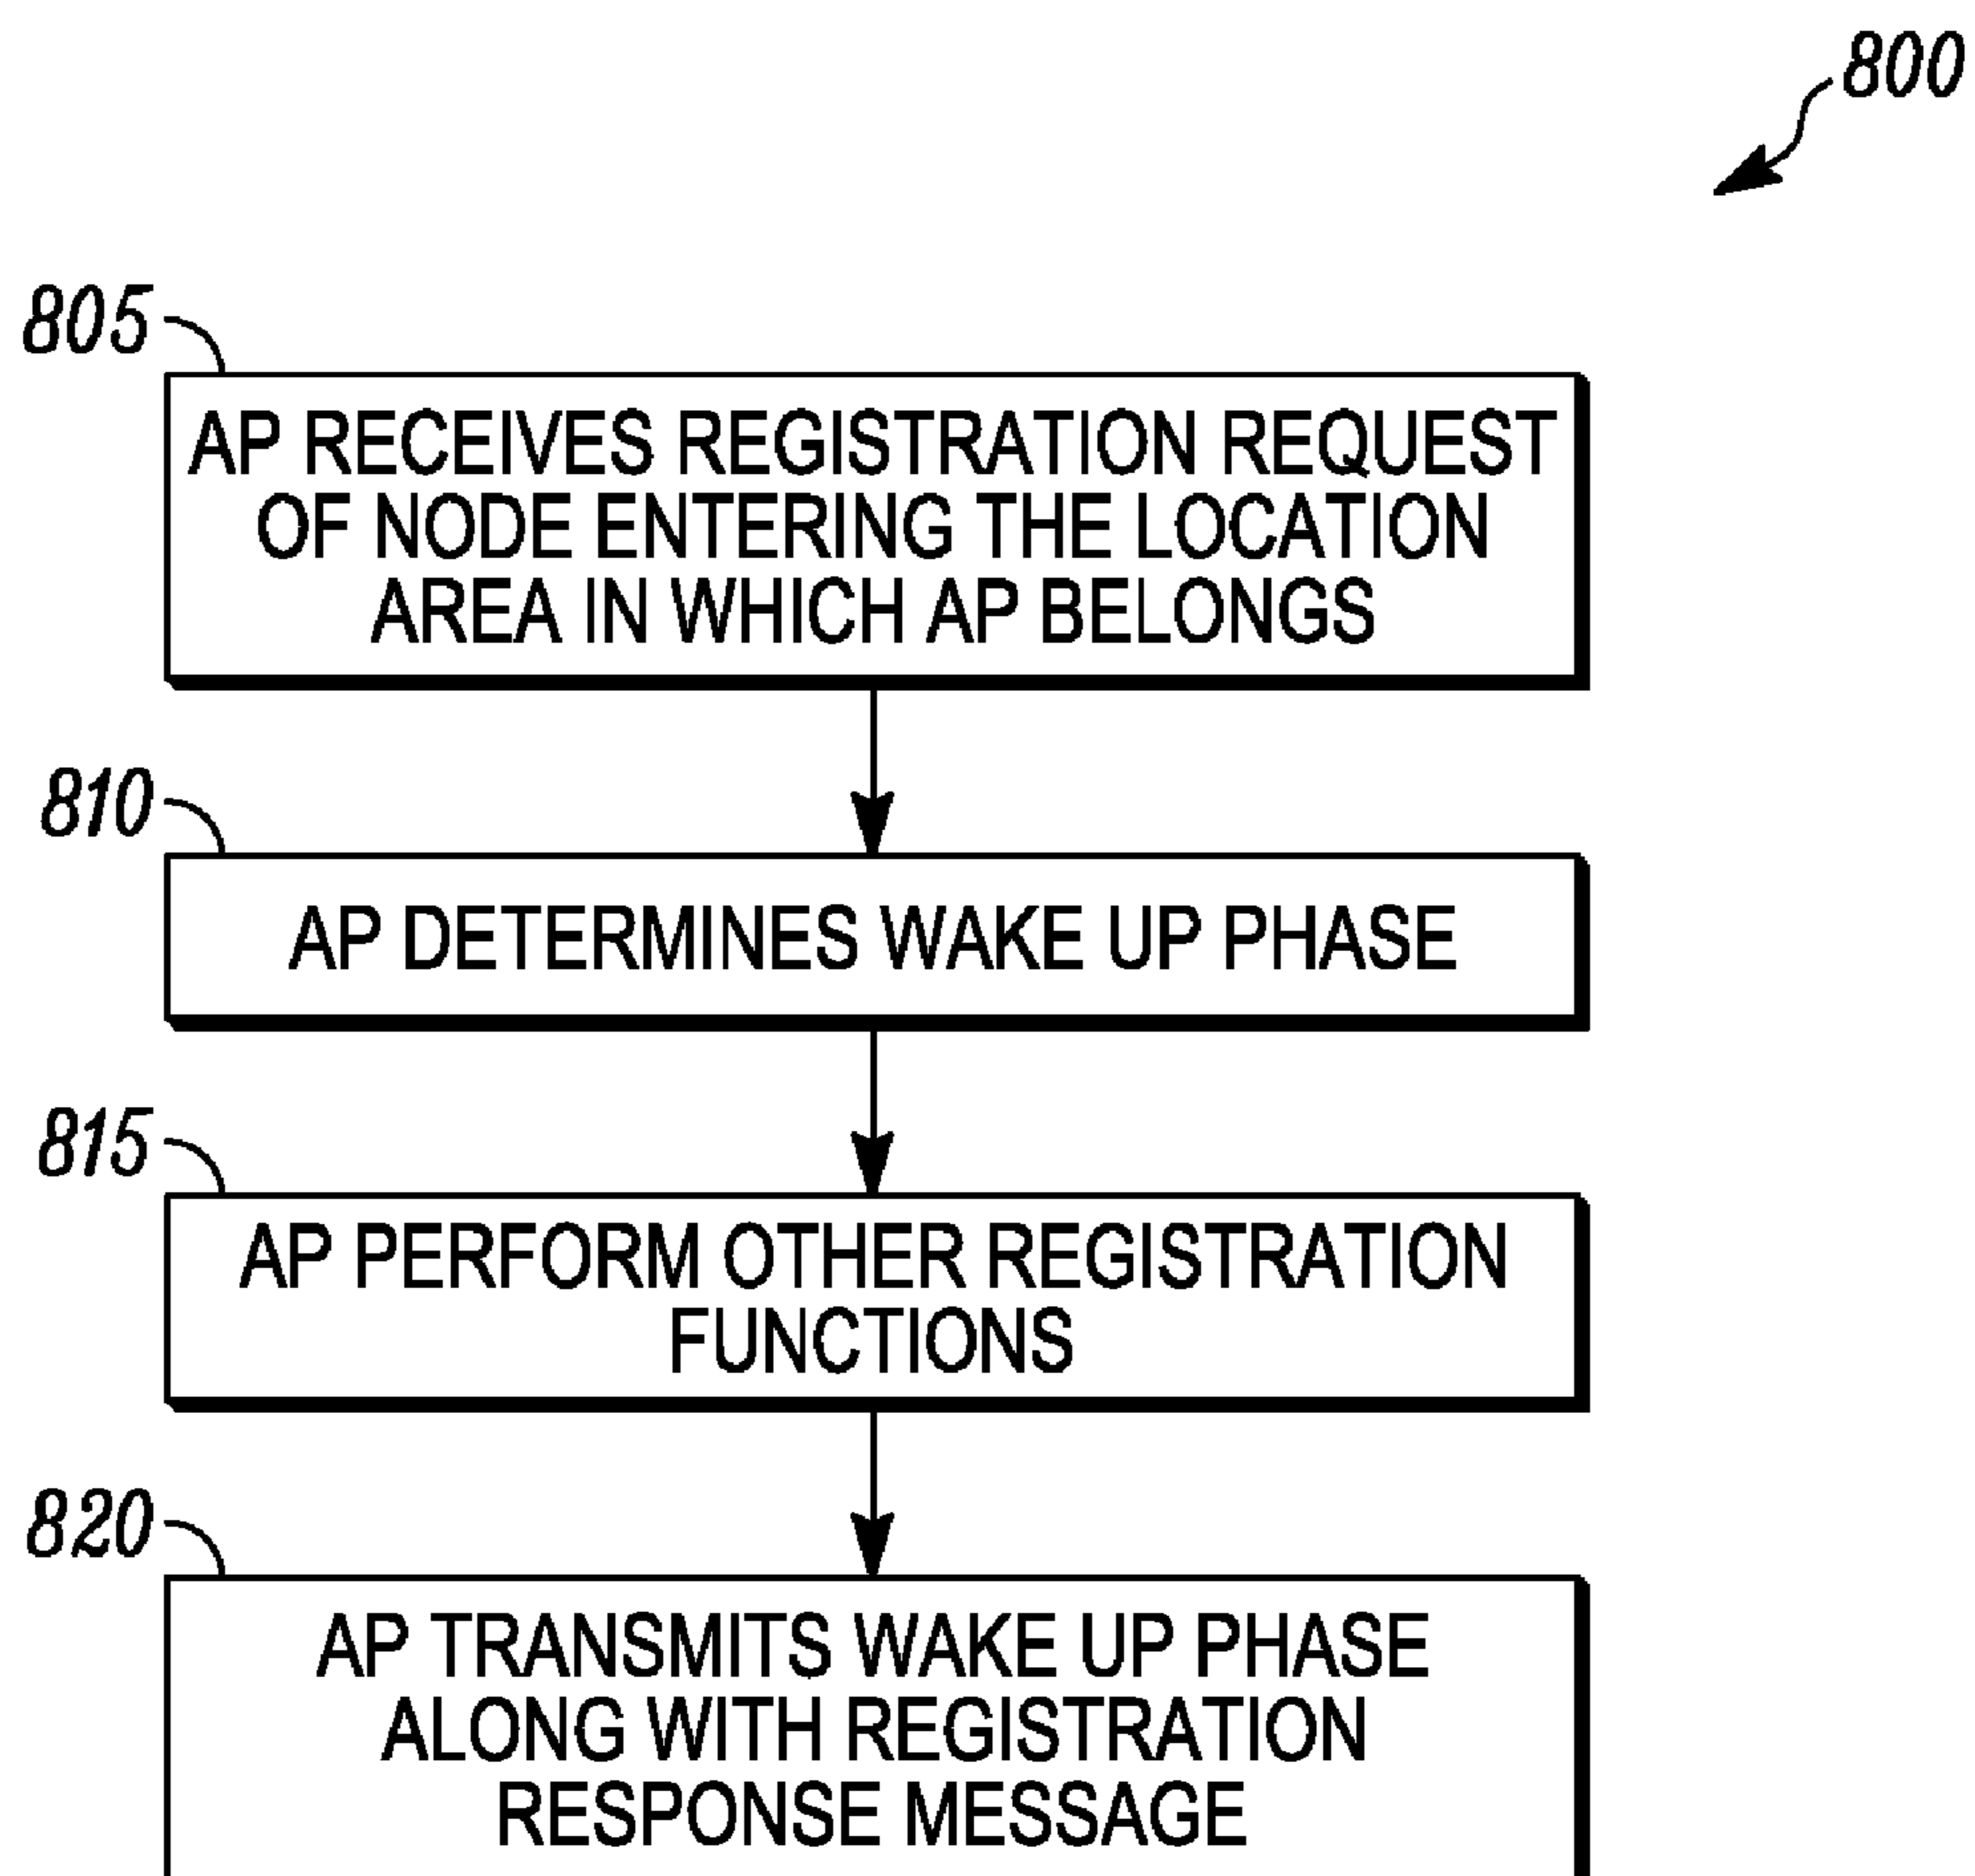 800
805
AP RECEIVES REGISTRATION REQUEST
OF NODE ENTERING THE LOCATION
AREA IN WHICH AP BELONGS
810
AP DETERMINES WAKE UP PHASE
815
AP PERFORM OTHER REGISTRATION
FUNCTIONS
820
AP TRANSMITS WAKE UP PHASE
ALONG WITH REGISTRATION
RESPONSE MESSAGE